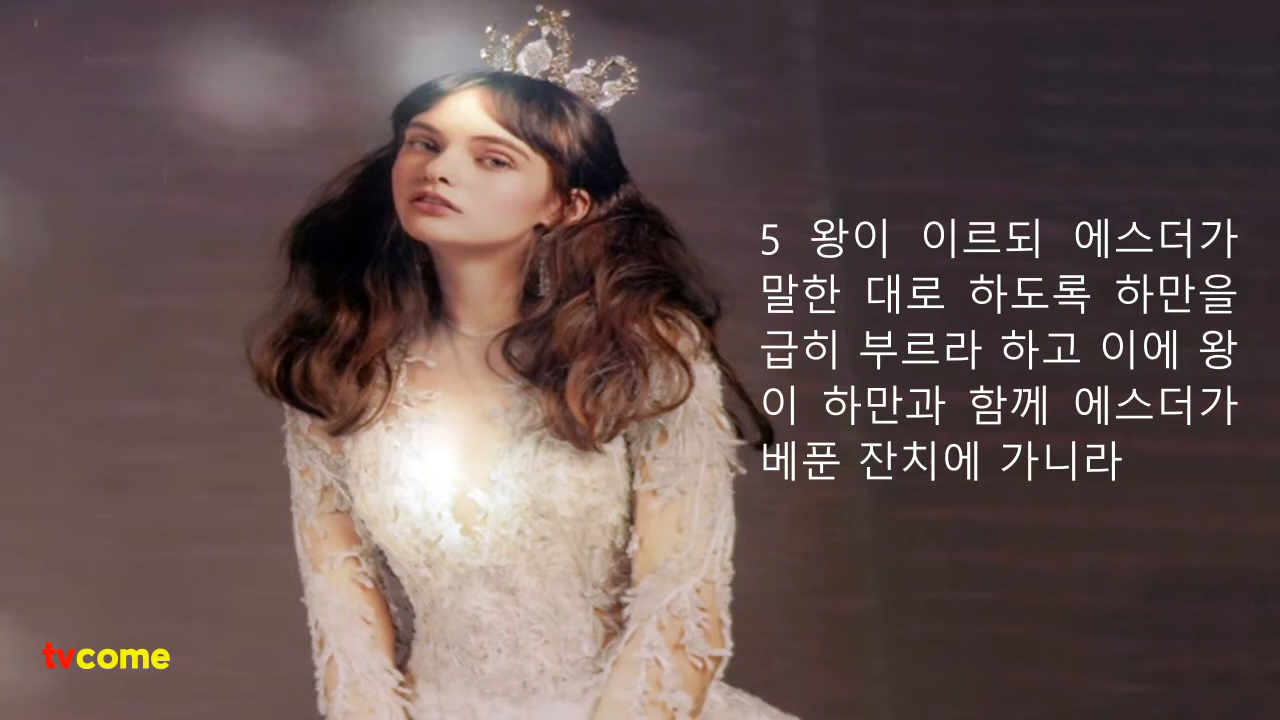 5 왕이 이르되 에스더가
말한 대로 하도록 하만을
급히 부르라 하고 이에 왕
이 하만과 함께 에스더가
베푼 잔치에 가니라
tvcome